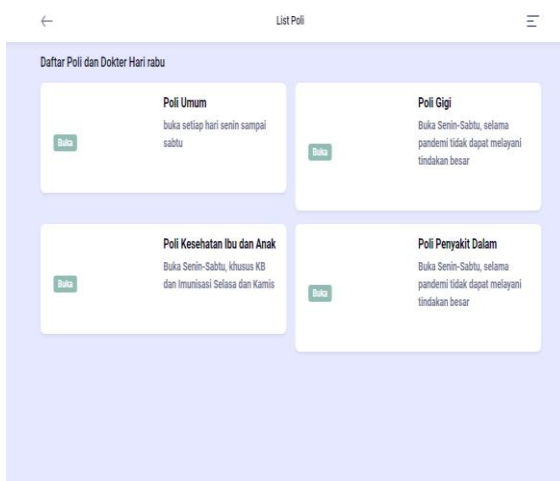 List Poli
Daftar Poli dan Dokter Hari rabu
Poli Umum
buka setiap hari senin sampai
sabtu
Buka
Poli Gigi
Buka Senin-Sabtu, selama
pandemi tidak dapat melayani
tindakan besar
Buka
Poli Kesehatan Ibu dan Anak
Buka Senin-Sabtu, khusus KB
dan Imunisasi Selasa dan Kamis
Buka
Poli Penyakit Dalam
Buka Senin-Sabtu, selama
pandemi tidak dapat melayani
tindakan besar
Buka